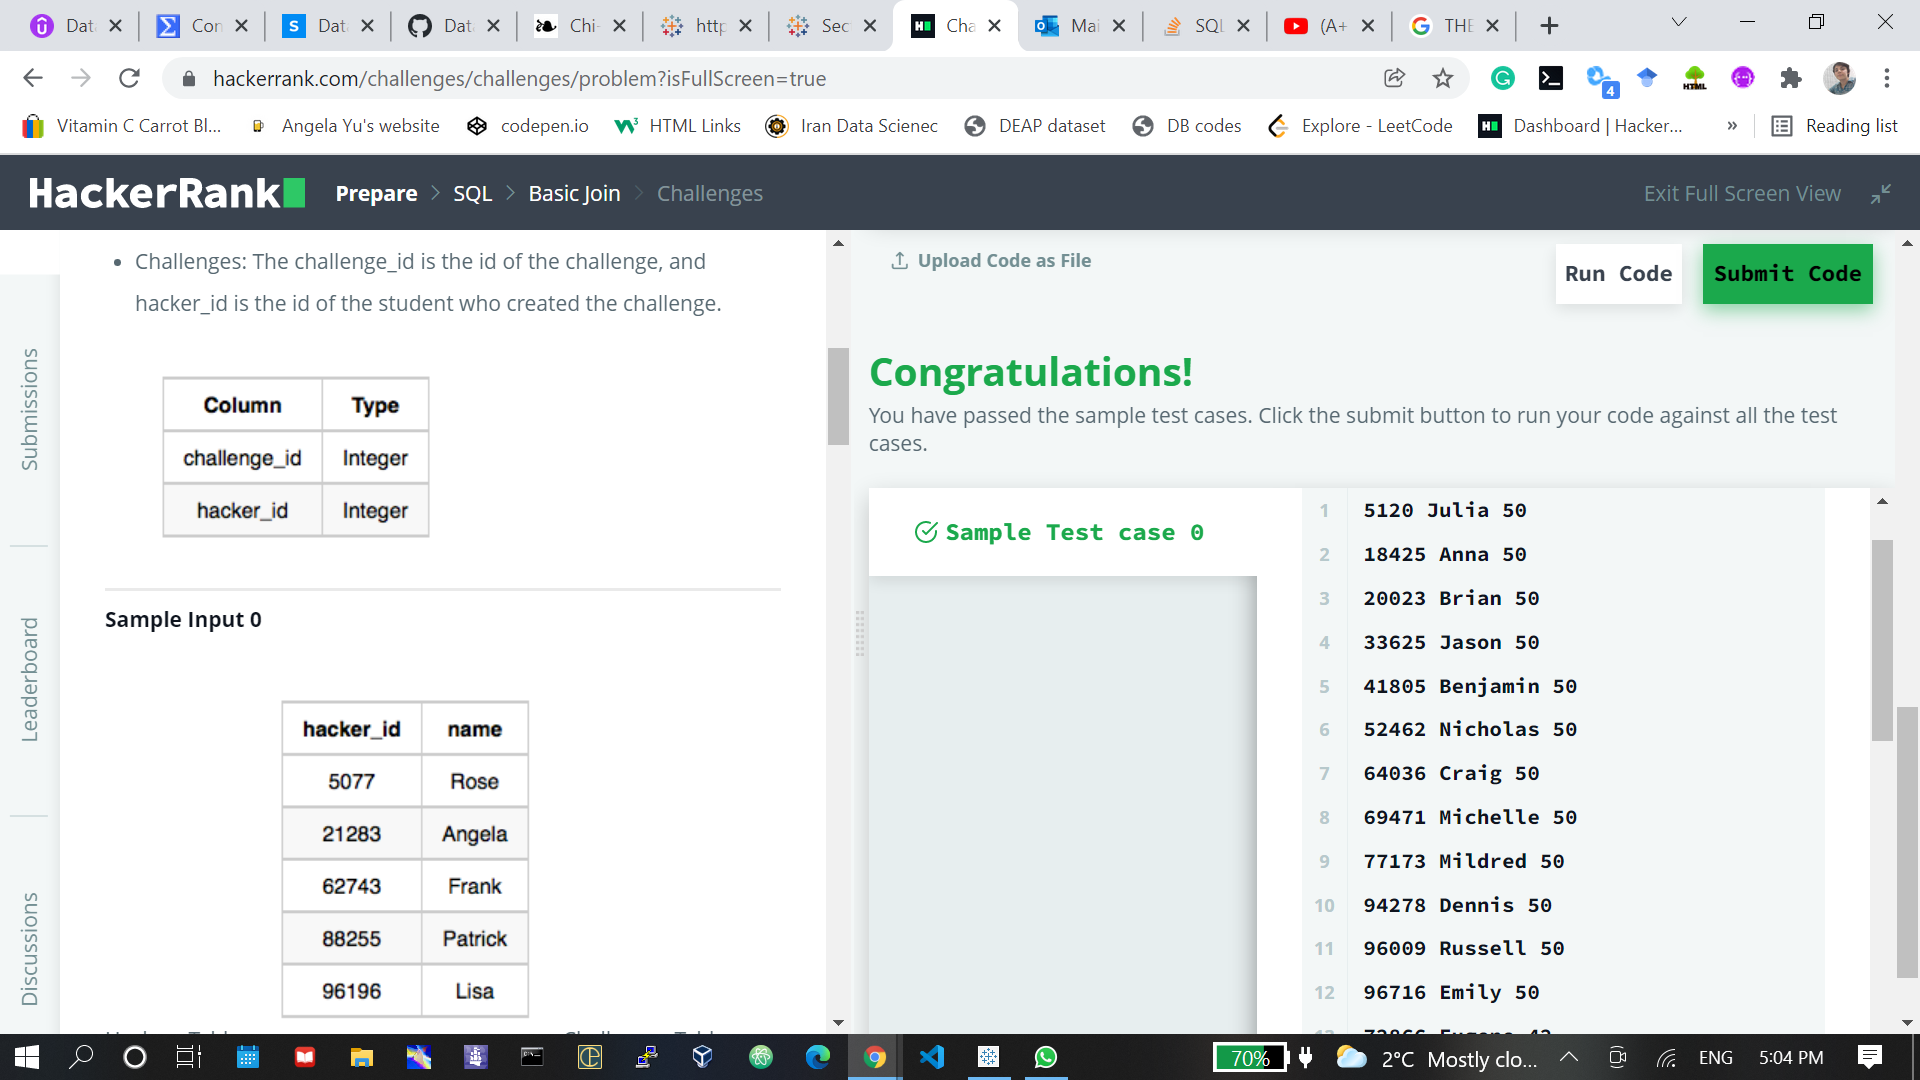 Dat
Con
Dat
Dat
Chi-
http
Sec
Cha
Mai
SQL
(A+
THE
hackerrank.com/challenges/challenges/problem?isFullScreen=true
4
HTML
Vitamin C Carrot Bl...
Angela Yu's website
codepen.io
HTML Links
Iran Data Scienec
DEAP dataset
DB codes
Explore - LeetCode
Dashboard | Hacker...
»
Reading list
HackerRank
Prepare > SQL > Basic Join > Challenges
Exit Full Screen View
Submissions
Leaderboard
Discussions
• Challenges: The challenge_id is the id of the challenge, and
hacker_id is the id of the student who created the challenge.
Column Type
challenge_id Integer
hacker_id Integer
Sample Input 0
hacker_id name
5077 Rose
21283 Angela
62743 Frank
88255 Patrick
96196 Lisa
Upload Code as File
Run Code
Submit Code
Congratulations!
You have passed the sample test cases. Click the submit button to run your code against all the test
cases.
Sample Test case 0
1 5120 Julia 50
2 18425 Anna 50
3 20023 Brian 50
4 33625 Jason 50
5 41805 Benjamin 50
6 52462 Nicholas 50
7 64036 Craig 50
8 69471 Michelle 50
9 77173 Mildred 50
10 94278 Dennis 50
11 96009 Russell 50
12 96716 Emily 50
70%
2°C Mostly clo...
ENG
5:04 PM